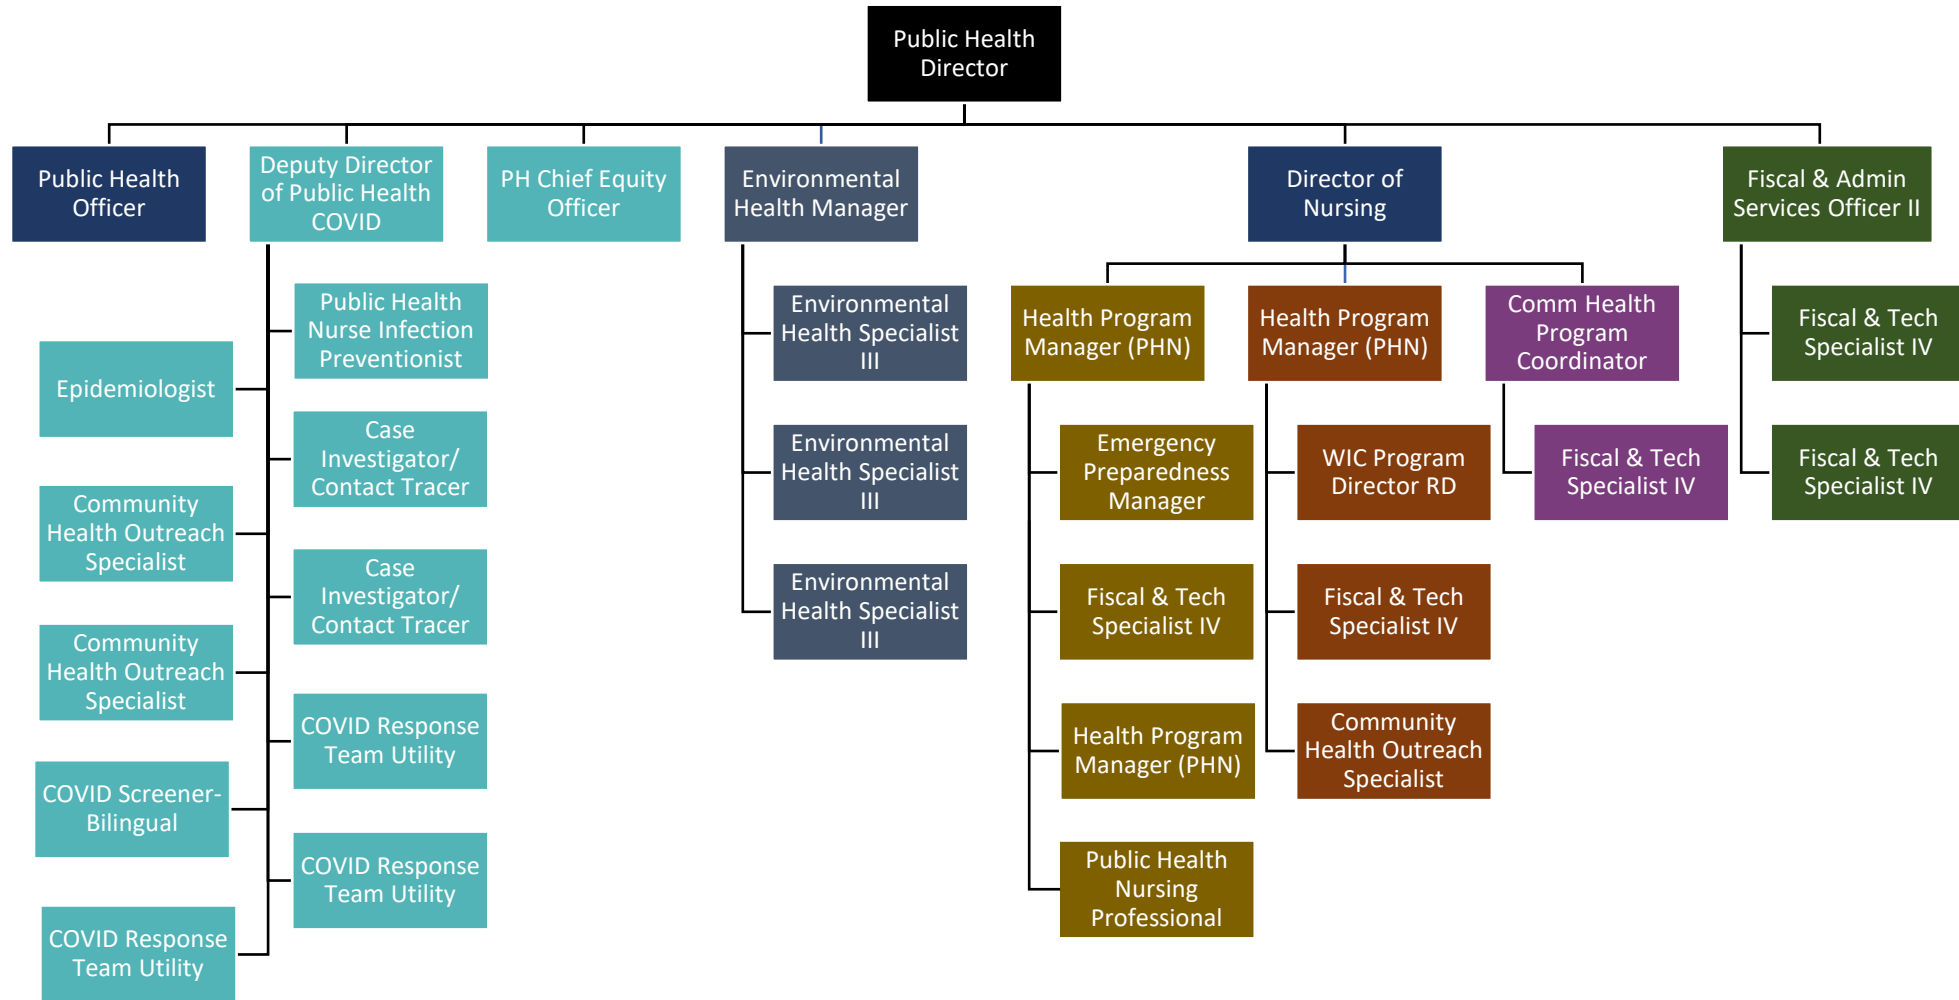 Public Health
Director
Public Health
Officer
Deputy Director
of Public Health
COVID
PH Chief Equity
Officer
Environmental
Health Manager
Director of
Nursing
Fiscal & Admin
Services Officer II
Public Health
Nurse Infection
Preventionist
Epidemiologist
Case
Investigator/
Contact Tracer
Community
Health Outreach
Specialist
Case
Investigator/
Contact Tracer
Community
Health Outreach
Specialist
COVID Response
Team Utility
COVID Screener-
Bilingual
COVID Response
Team Utility
COVID Response
Team Utility
Environmental
Health Specialist
III
Environmental
Health Specialist
III
Environmental
Health Specialist
III
Health Program
Manager (PHN)
Emergency
Preparedness
Manager
Fiscal & Tech
Specialist IV
Health Program
Manager (PHN)
Public Health
Nursing
Professional
Health Program
Manager (PHN)
WIC Program
Director RD
Fiscal & Tech
Specialist IV
Community
Health Outreach
Specialist
Comm Health
Program
Coordinator
Fiscal & Tech
Specialist IV
Fiscal & Tech
Specialist IV
Fiscal & Tech
Specialist IV